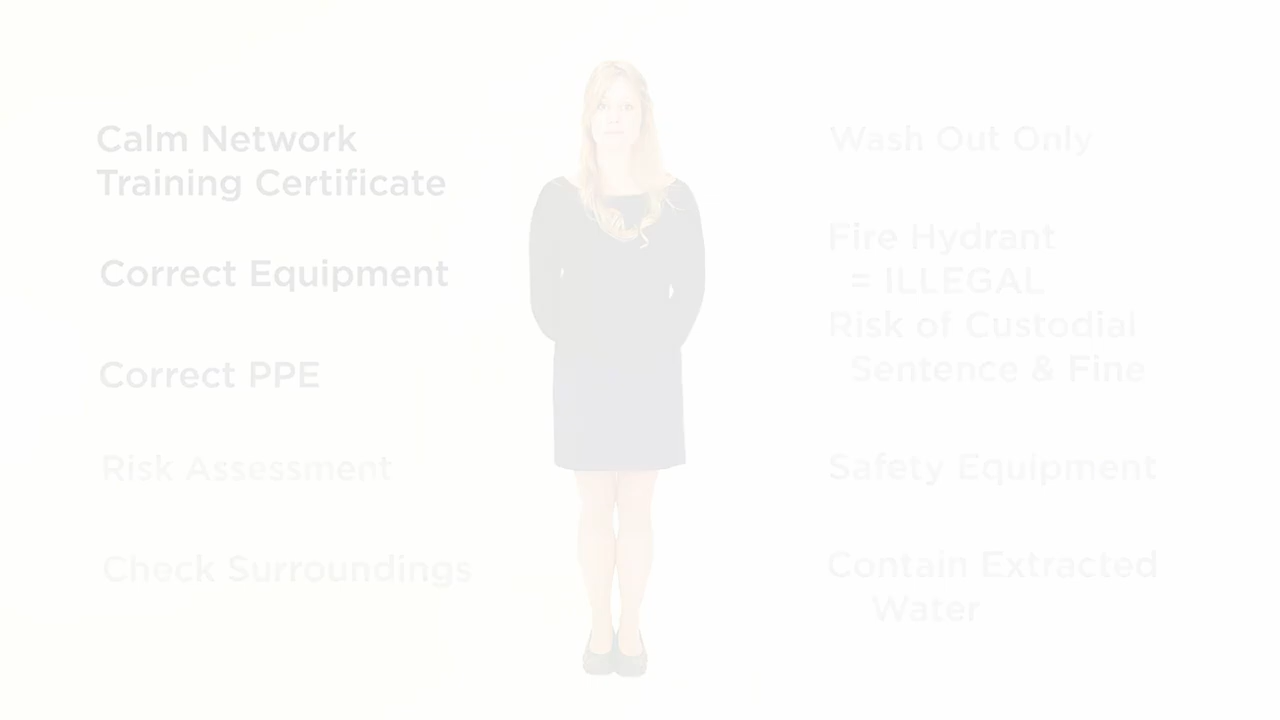 Calm Network
Training Certificate
Correct Equipment
Correct PPE
Risk Assessment
Check Surroundings
Wash Out Only
Fire Hydrant
= ILLEGAL
Risk of Custodial
Sentence & Fine
Safety Equipment
Contain Extracted
Water